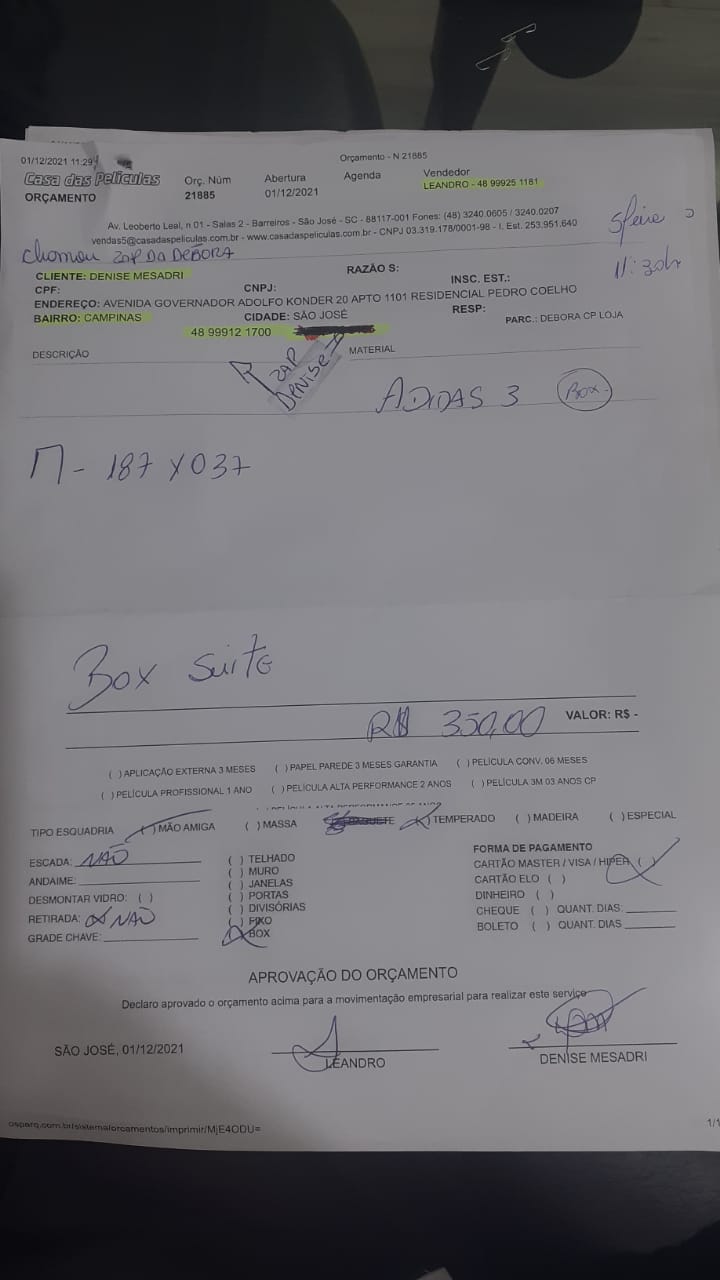 Orçamento - N 21885
01/12/2021 11:29
Casa das Películas
ORÇAMENTO
Orç. Núm
21885
Abertura
01/12/2021
Agenda
Vendedor
LEANDRO - 48 99925 1181
Av. Leoberto Leal, n 01 - Salas 2 - Barreiros - São José - SC - 88117-001 Fones: (48) 3240.0605 / 3240.0207
vendas5@casadaspeliculas.com.br - www.casadaspeliculas.com.br - CNPJ 03.319.178/0001-98 - I. Est. 253.951.640
11:30h
chamou ZAP DA DEBORA
CLIENTE: DENISE MESADRI
RAZÃO S:
CPF:
CNPJ:
INSC. EST.:
ENDEREÇO: AVENIDA GOVERNADOR ADOLFO KONDER 20 APTO 1101 RESIDENCIAL PEDRO COELHO
BAIRRO: CAMPINAS
CIDADE: SÃO JOSÉ
RESP:
48 99912 1700
PARC.: DEBORA CP LOJA
DESCRIÇÃO
ZAP
DENISE
MATERIAL
ADIDAS 3 BOX
187 X 037
BOX SuiTE
R$ 350,00 VALOR: R$ -
( ) APLICAÇÃO EXTERNA 3 MESES ( ) PAPEL PAREDE 3 MESES GARANTIA ( ) PELÍCULA CONV. 06 MESES
( ) PELÍCULA PROFISSIONAL 1 ANO ( ) PELÍCULA ALTA PERFORMANCE 2 ANOS ( ) PELÍCULA 3M 03 ANOS CP
TIPO ESQUADRIA ( ) MÃO AMIGA ( ) MASSA (X) TEMPERADO ( ) MADEIRA ( ) ESPECIAL
ESCADA: NÃO
ANDAIME:
DESMONTAR VIDRO: ( )
RETIRADA: NÃO
GRADE CHAVE:
( ) TELHADO
( ) MURO
( ) JANELAS
( ) PORTAS
( ) DIVISÓRIAS
( ) FIXO
(X) BOX
FORMA DE PAGAMENTO
CARTÃO MASTER / VISA / HIPER ( )
CARTÃO ELO ( )
DINHEIRO ( )
CHEQUE ( ) QUANT. DIAS:
BOLETO ( ) QUANT. DIAS
APROVAÇÃO DO ORÇAMENTO
Declaro aprovado o orçamento acima para a movimentação empresarial para realizar este serviço
SÃO JOSÉ, 01/12/2021
LEANDRO
DENISE MESADRI
osparq.com.br/sistema/orcamentos/imprimir/MjE4ODU=
1/1